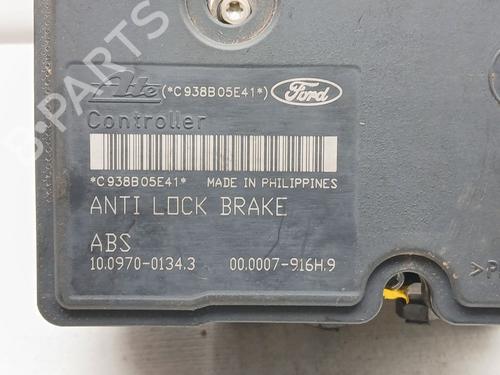 B-PARTS
Ate (*C938B05E41*) Ford
Controller
*C938B05E41* MADE IN PHILIPPINES
ANTI LOCK BRAKE
ABS
10.0970-0134.3 00.0007-916H.9
>P